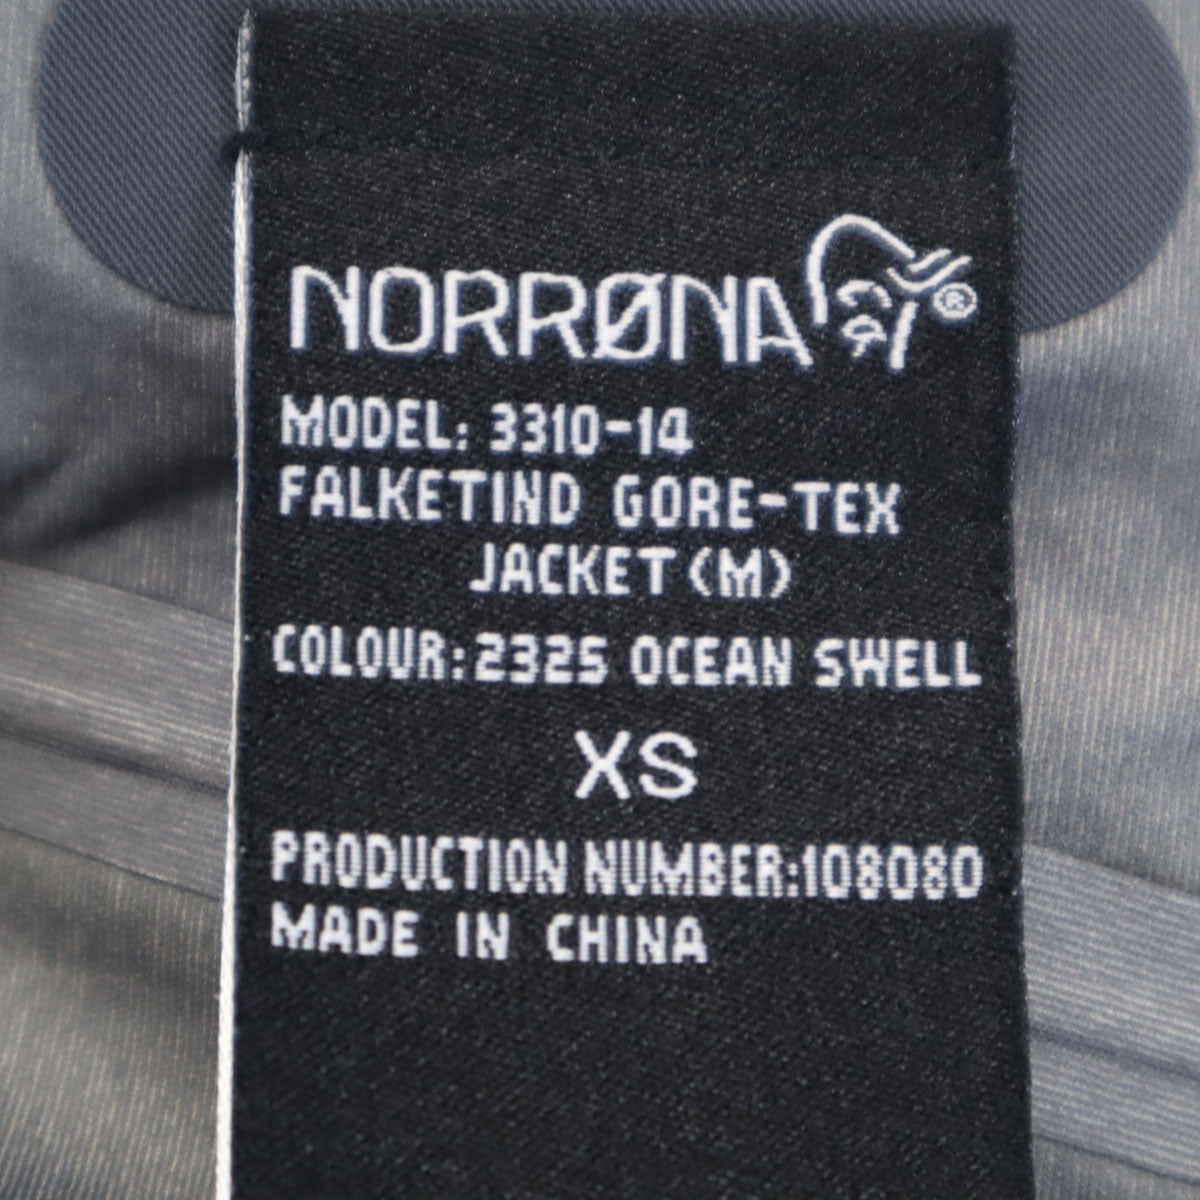 NORRØNA ®
MODEL: 3310-14
FALKETIND GORE-TEX
JACKET (M)
COLOUR:2325 OCEAN SWELL
XS
PRODUCTION NUMBER:108080
MADE IN CHINA